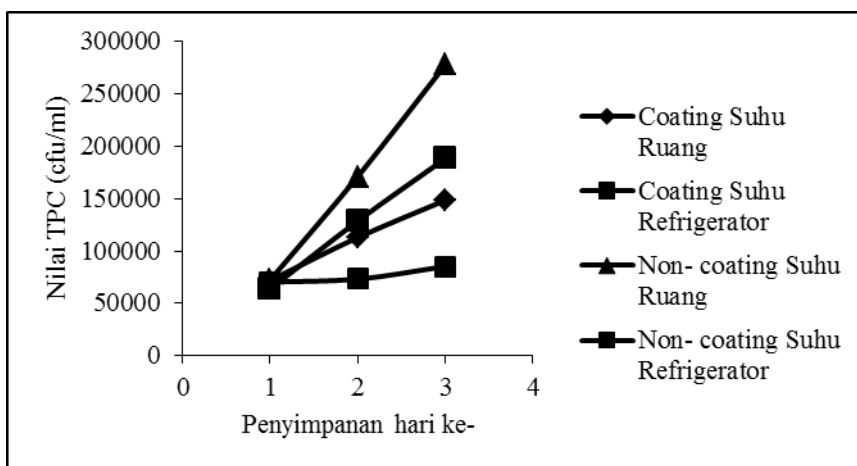 300000
250000
200000
150000
100000
50000
0
Nilai TPC (cfu/ml)
0 1 2 3 4
Penyimpanan hari ke-
Coating Suhu
Ruang
Coating Suhu
Refrigerator
Non- coating Suhu
Ruang
Non- coating Suhu
Refrigerator